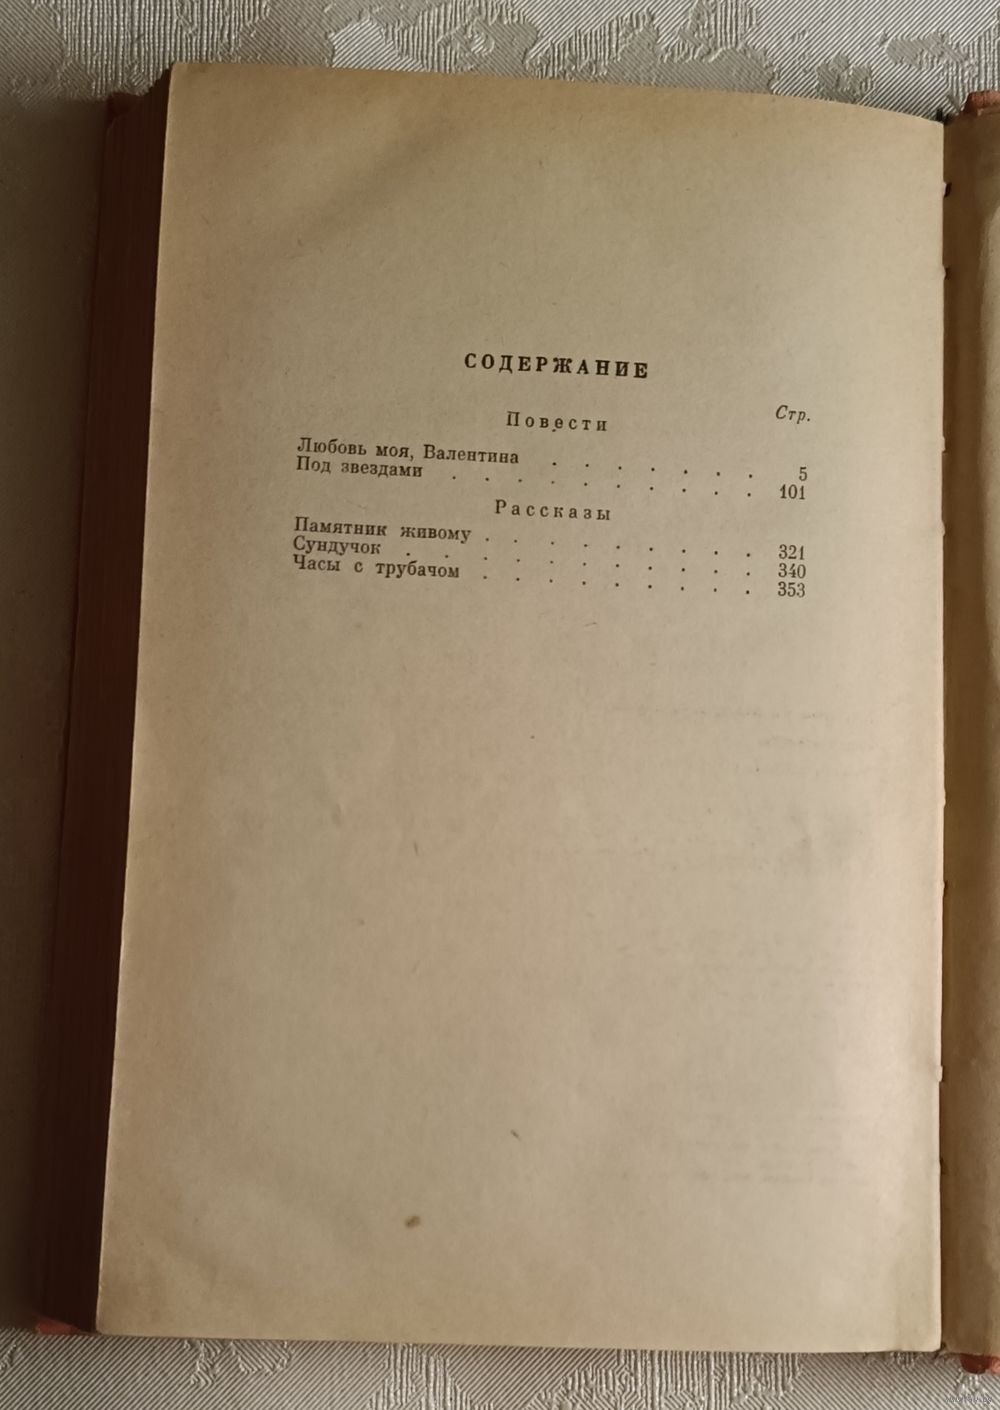 СОДЕРЖАНИЕ
Стр.
Повести
Любовь моя, Валентина . . . . . . . 5
Под звездами . . . . . . . . . . 101
Рассказы
Памятник живому . . . . . . . . . 321
Сундучок . . . . . . . . . . . 340
Часы с трубачом . . . . . . . . . 353